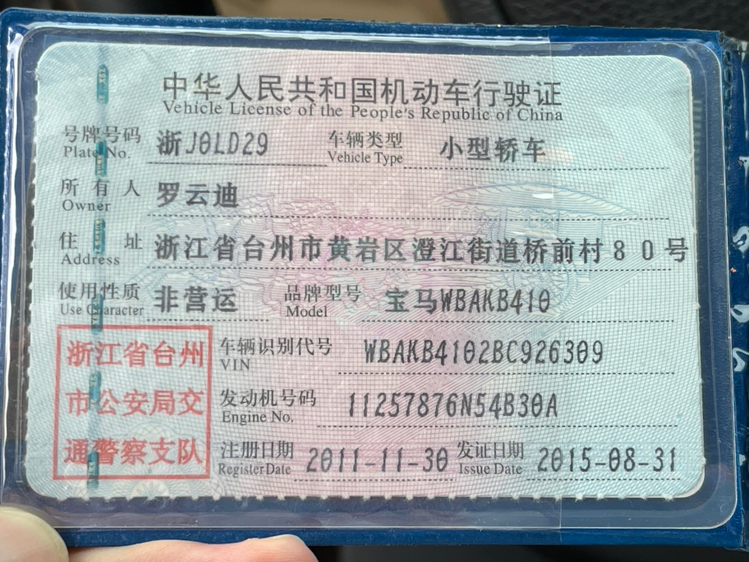 中华人民共和国机动车行驶证
Vehicle License of the People's Republic of China
号牌号码 浙J0LD29 车辆类型 小型轿车
Plate No. Vehicle Type
所有人 罗云迪
Owner
住址 浙江省台州市黄岩区澄江街道桥前村80号
Address
使用性质 非营运 品牌型号 宝马WBAKB410
Use Character Model
浙江省台州
市公安局交
通警察支队
车辆识别代号 WBAKB4102BC926309
VIN
发动机号码 11257876N54B30A
Engine No.
注册日期 2011-11-30 发证日期 2015-08-31
Register Date Issue Date